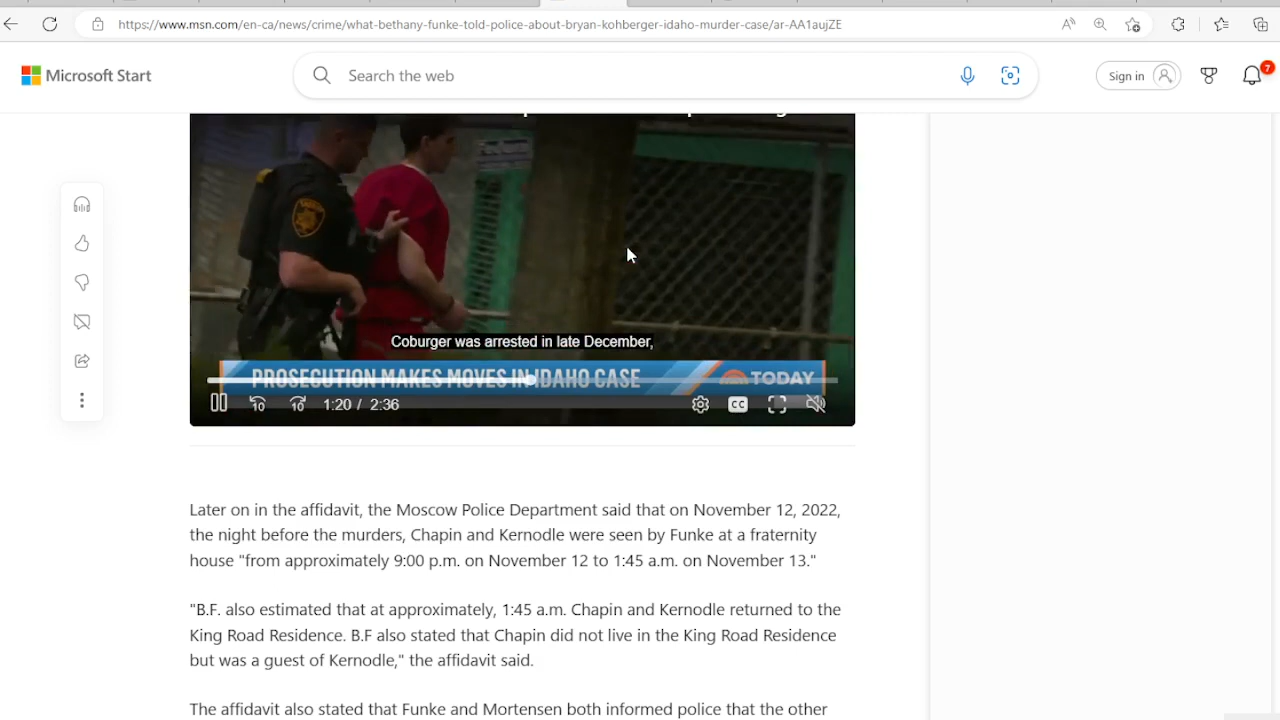 https://www.msn.com/en-ca/news/crime/what-bethany-funke-told-police-about-bryan-kohberger-idaho-murder-case/ar-AA1aujZE
Microsoft Start
Search the web
Sign in
7
Coburger was arrested in late December,
PROSECUTION MAKES MOVES IN IDAHO CASE
TODAY
10
10
1:20 / 2:36
CC
Later on in the affidavit, the Moscow Police Department said that on November 12, 2022,
the night before the murders, Chapin and Kernodle were seen by Funke at a fraternity
house "from approximately 9:00 p.m. on November 12 to 1:45 a.m. on November 13."
"B.F. also estimated that at approximately, 1:45 a.m. Chapin and Kernodle returned to the
King Road Residence. B.F also stated that Chapin did not live in the King Road Residence
but was a guest of Kernodle," the affidavit said.
The affidavit also stated that Funke and Mortensen both informed police that the other